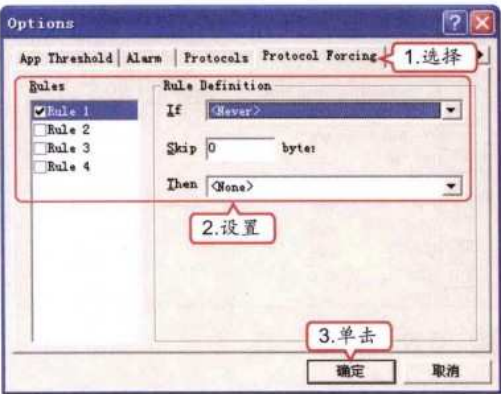 Options
App Threshold Alarm Protocols Protocol Forcing 1.选择
Rules Rule Definition
Rule 1 If <Never>
Rule 2
Rule 3 Skip 0 bytes
Rule 4
Then <None>
2.设置
3.单击
确定 取消